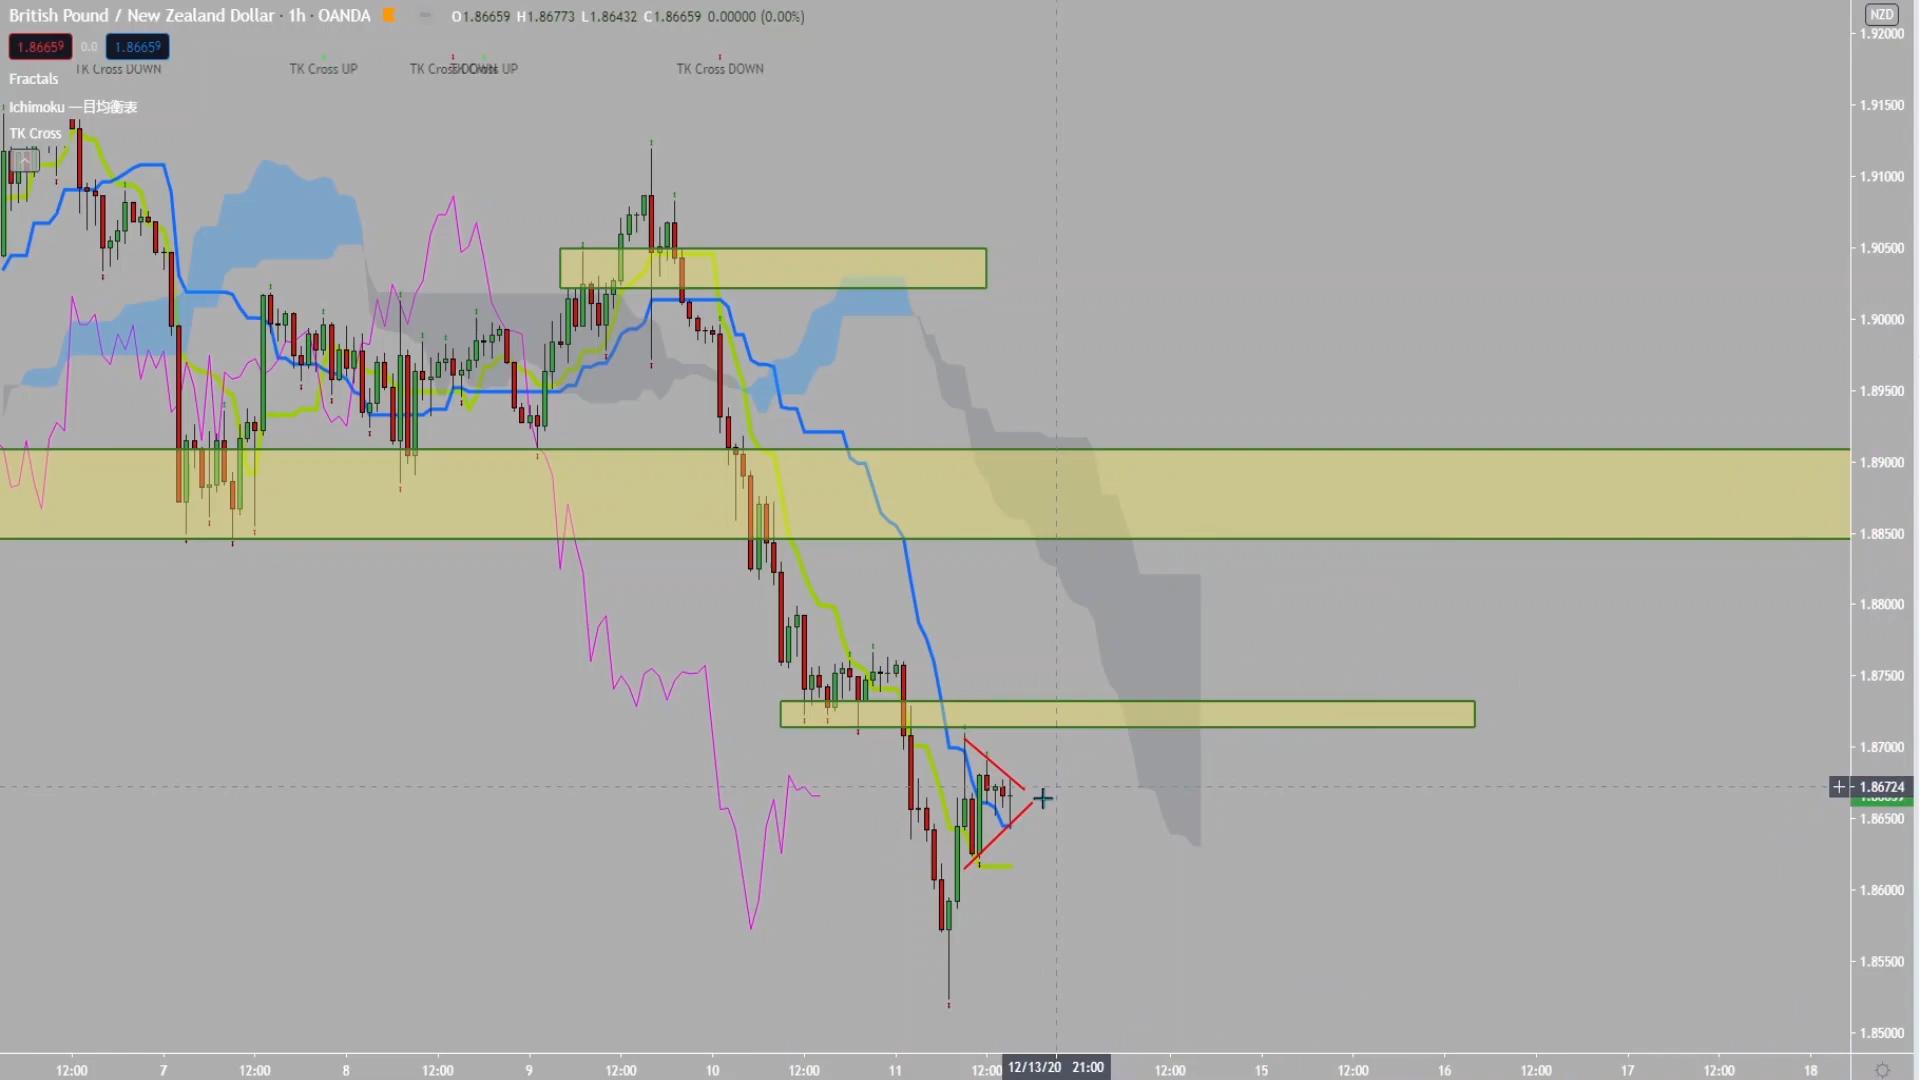 British Pound / New Zealand Dollar · 1h · OANDA O1.86659 H1.86773 L1.86432 C1.86659 0.00000 (0.00%)
1.86659 0.0 1.86659
TK Cross DOWN TK Cross UP TK Cross DOWN TK Cross UP TK Cross DOWN
Fractals
Ichimoku 一目均衡表
TK Cross
NZD
1.92000
1.91500
1.91000
1.90500
1.90000
1.89500
1.89000
1.88500
1.88000
1.87500
1.87000
1.86724
1.86500
1.86000
1.85500
1.85000
12:00 7 12:00 8 12:00 9 12:00 10 12:00 11 12:00 12/13/20 21:00 12:00 15 12:00 16 12:00 17 12:00 18